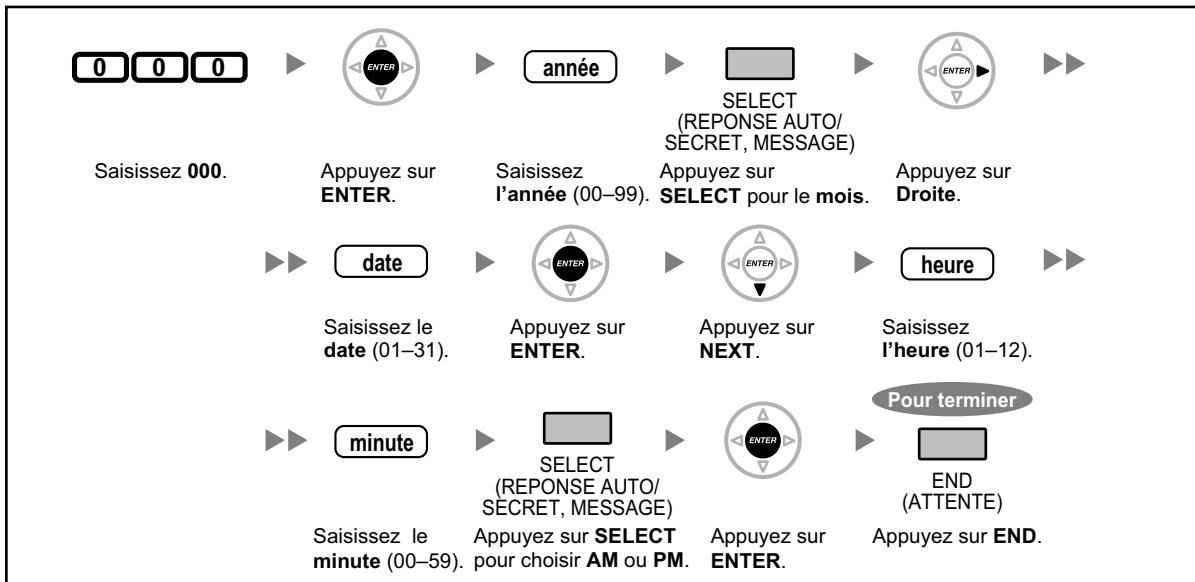 0 0 0
ENTER
année
SELECT
(REPONSE AUTO/
SECRET, MESSAGE)
ENTER
Saisissez 000.
Appuyez sur
ENTER.
Saisissez
l'année (00–99).
Appuyez sur
SELECT pour le mois.
Appuyez sur
Droite.
date
ENTER
ENTER
heure
Saisissez le
date (01–31).
Appuyez sur
ENTER.
Appuyez sur
NEXT.
Saisissez
l'heure (01–12).
minute
SELECT
(REPONSE AUTO/
SECRET, MESSAGE)
ENTER
Pour terminer
END
(ATTENTE)
Saisissez le
minute (00–59).
Appuyez sur SELECT
pour choisir AM ou PM.
Appuyez sur
ENTER.
Appuyez sur END.